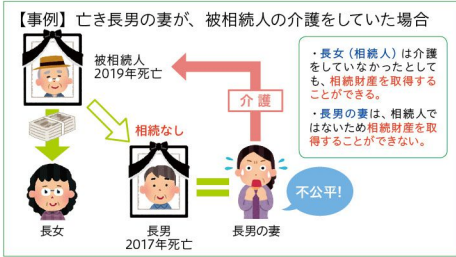 【事例】亡き長男の妻が、被相続人の介護をしていた場合
被相続人
2019年死亡
・長女(相続人)は介護
をしていなかったとして
も、相続財産を取得する
ことができる。
・長男の妻は、相続人で
はないため相続財産を取
得することができない。
介護
相続なし
不公平!
長女
長男
2017年死亡
長男の妻